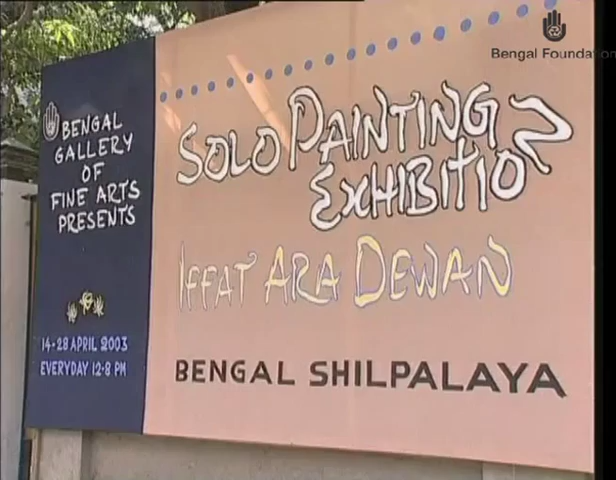 Bengal Foundation
BENGAL
GALLERY
OF
FINE ARTS
PRESENTS
14-28 APRIL 2003
EVERYDAY 12-8 PM
SOLO PAINTING
EXHIBITION
IFFAT ARA DEWAN
BENGAL SHILPALAYA